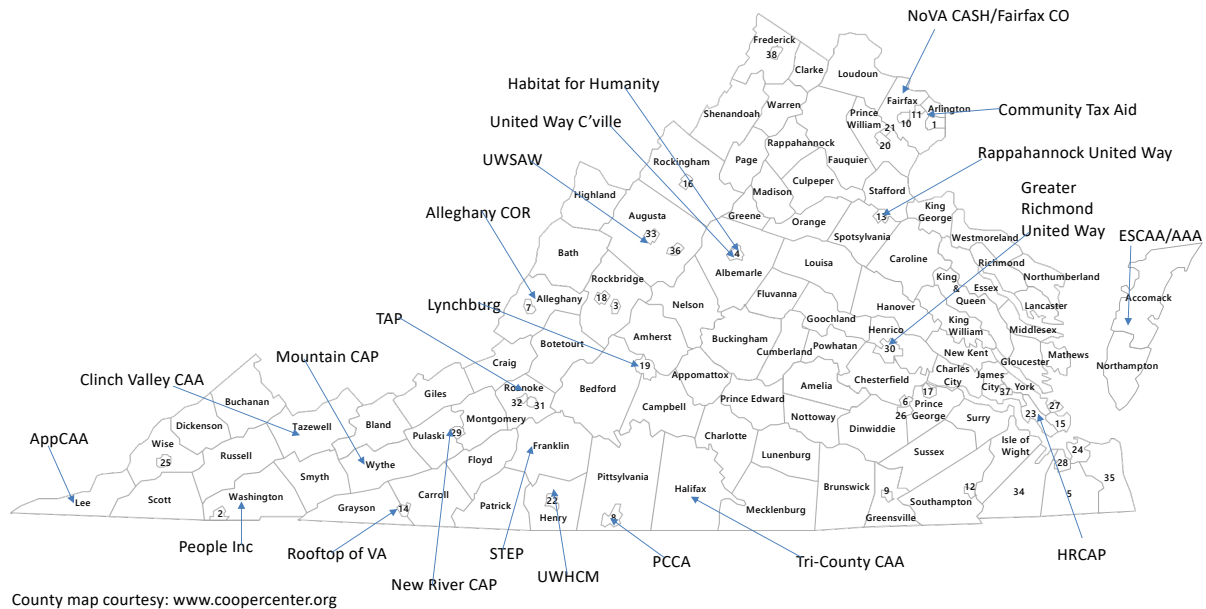 NoVA CASH/Fairfax CO
Frederick
38
Clarke
Loudoun
Habitat for Humanity
Fairfax
Arlington
Warren
Shenandoah
Prince
William
11
10
1
21
20
Community Tax Aid
United Way C'ville
Rappahannock
Page
Fauquier
Rappahannock United Way
UWSAW
Rockingham
16
Culpeper
Madison
Stafford
Greater
Richmond
United Way
Highland
Alleghany COR
Augusta
33
Greene
Orange
13
King
George
Spotsylvania
Westmoreland
ESCAA/AAA
Bath
36
4
Albemarle
Louisa
Caroline
Richmond
Northumberland
King
&
Queen
Essex
Rockbridge
18
3
Alleghany
7
Nelson
Fluvanna
Hanover
Lancaster
Accomack
Lynchburg
TAP
Goochland
King
William
Middlesex
Botetourt
Amherst
Buckingham
Cumberland
Powhatan
Henrico
30
New Kent
Gloucester
Mathews
Northampton
Mountain CAP
Craig
19
Appomattox
Charles
City
James
City
37
York
Clinch Valley CAA
Roanoke
32
31
Bedford
Amelia
Chesterfield
Giles
Buchanan
Prince Edward
6
17
Prince
George
26
27
23
15
Campbell
Nottoway
Dinwiddie
Surry
Dickenson
Tazewell
Bland
Montgomery
Pulaski
29
AppCAA
Wise
25
Russell
Franklin
Charlotte
Lunenburg
Sussex
Isle of
Wight
24
28
Wythe
Floyd
Smyth
Pittsylvania
Halifax
Brunswick
9
12
Southampton
34
5
35
Lee
Scott
Washington
2
Grayson
Carroll
14
Patrick
22
Henry
8
Mecklenburg
Greensville
People Inc
Rooftop of VA
STEP
PCCA
Tri-County CAA
HRCAP
New River CAP
UWHCM
County map courtesy: www.coopercenter.org